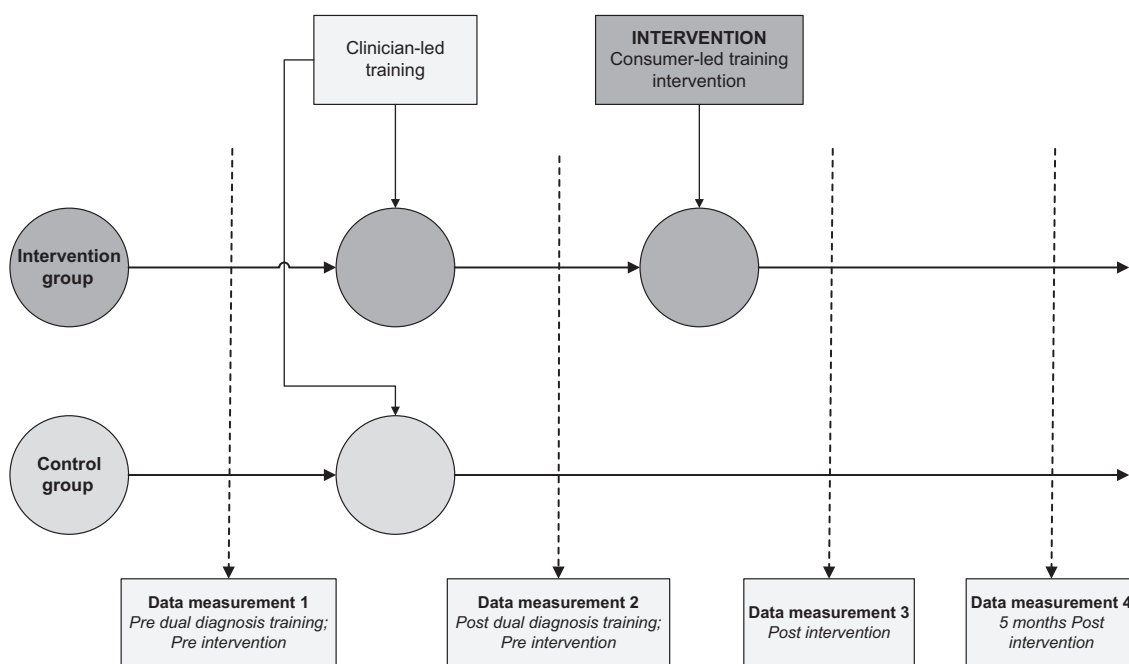 Clinician-led
training
INTERVENTION
Consumer-led training
intervention
Intervention
group
Control
group
Data measurement 1
Pre dual diagnosis training;
Pre intervention
Data measurement 2
Post dual diagnosis training;
Pre intervention
Data measurement 3
Post intervention
Data measurement 4
5 months Post
intervention